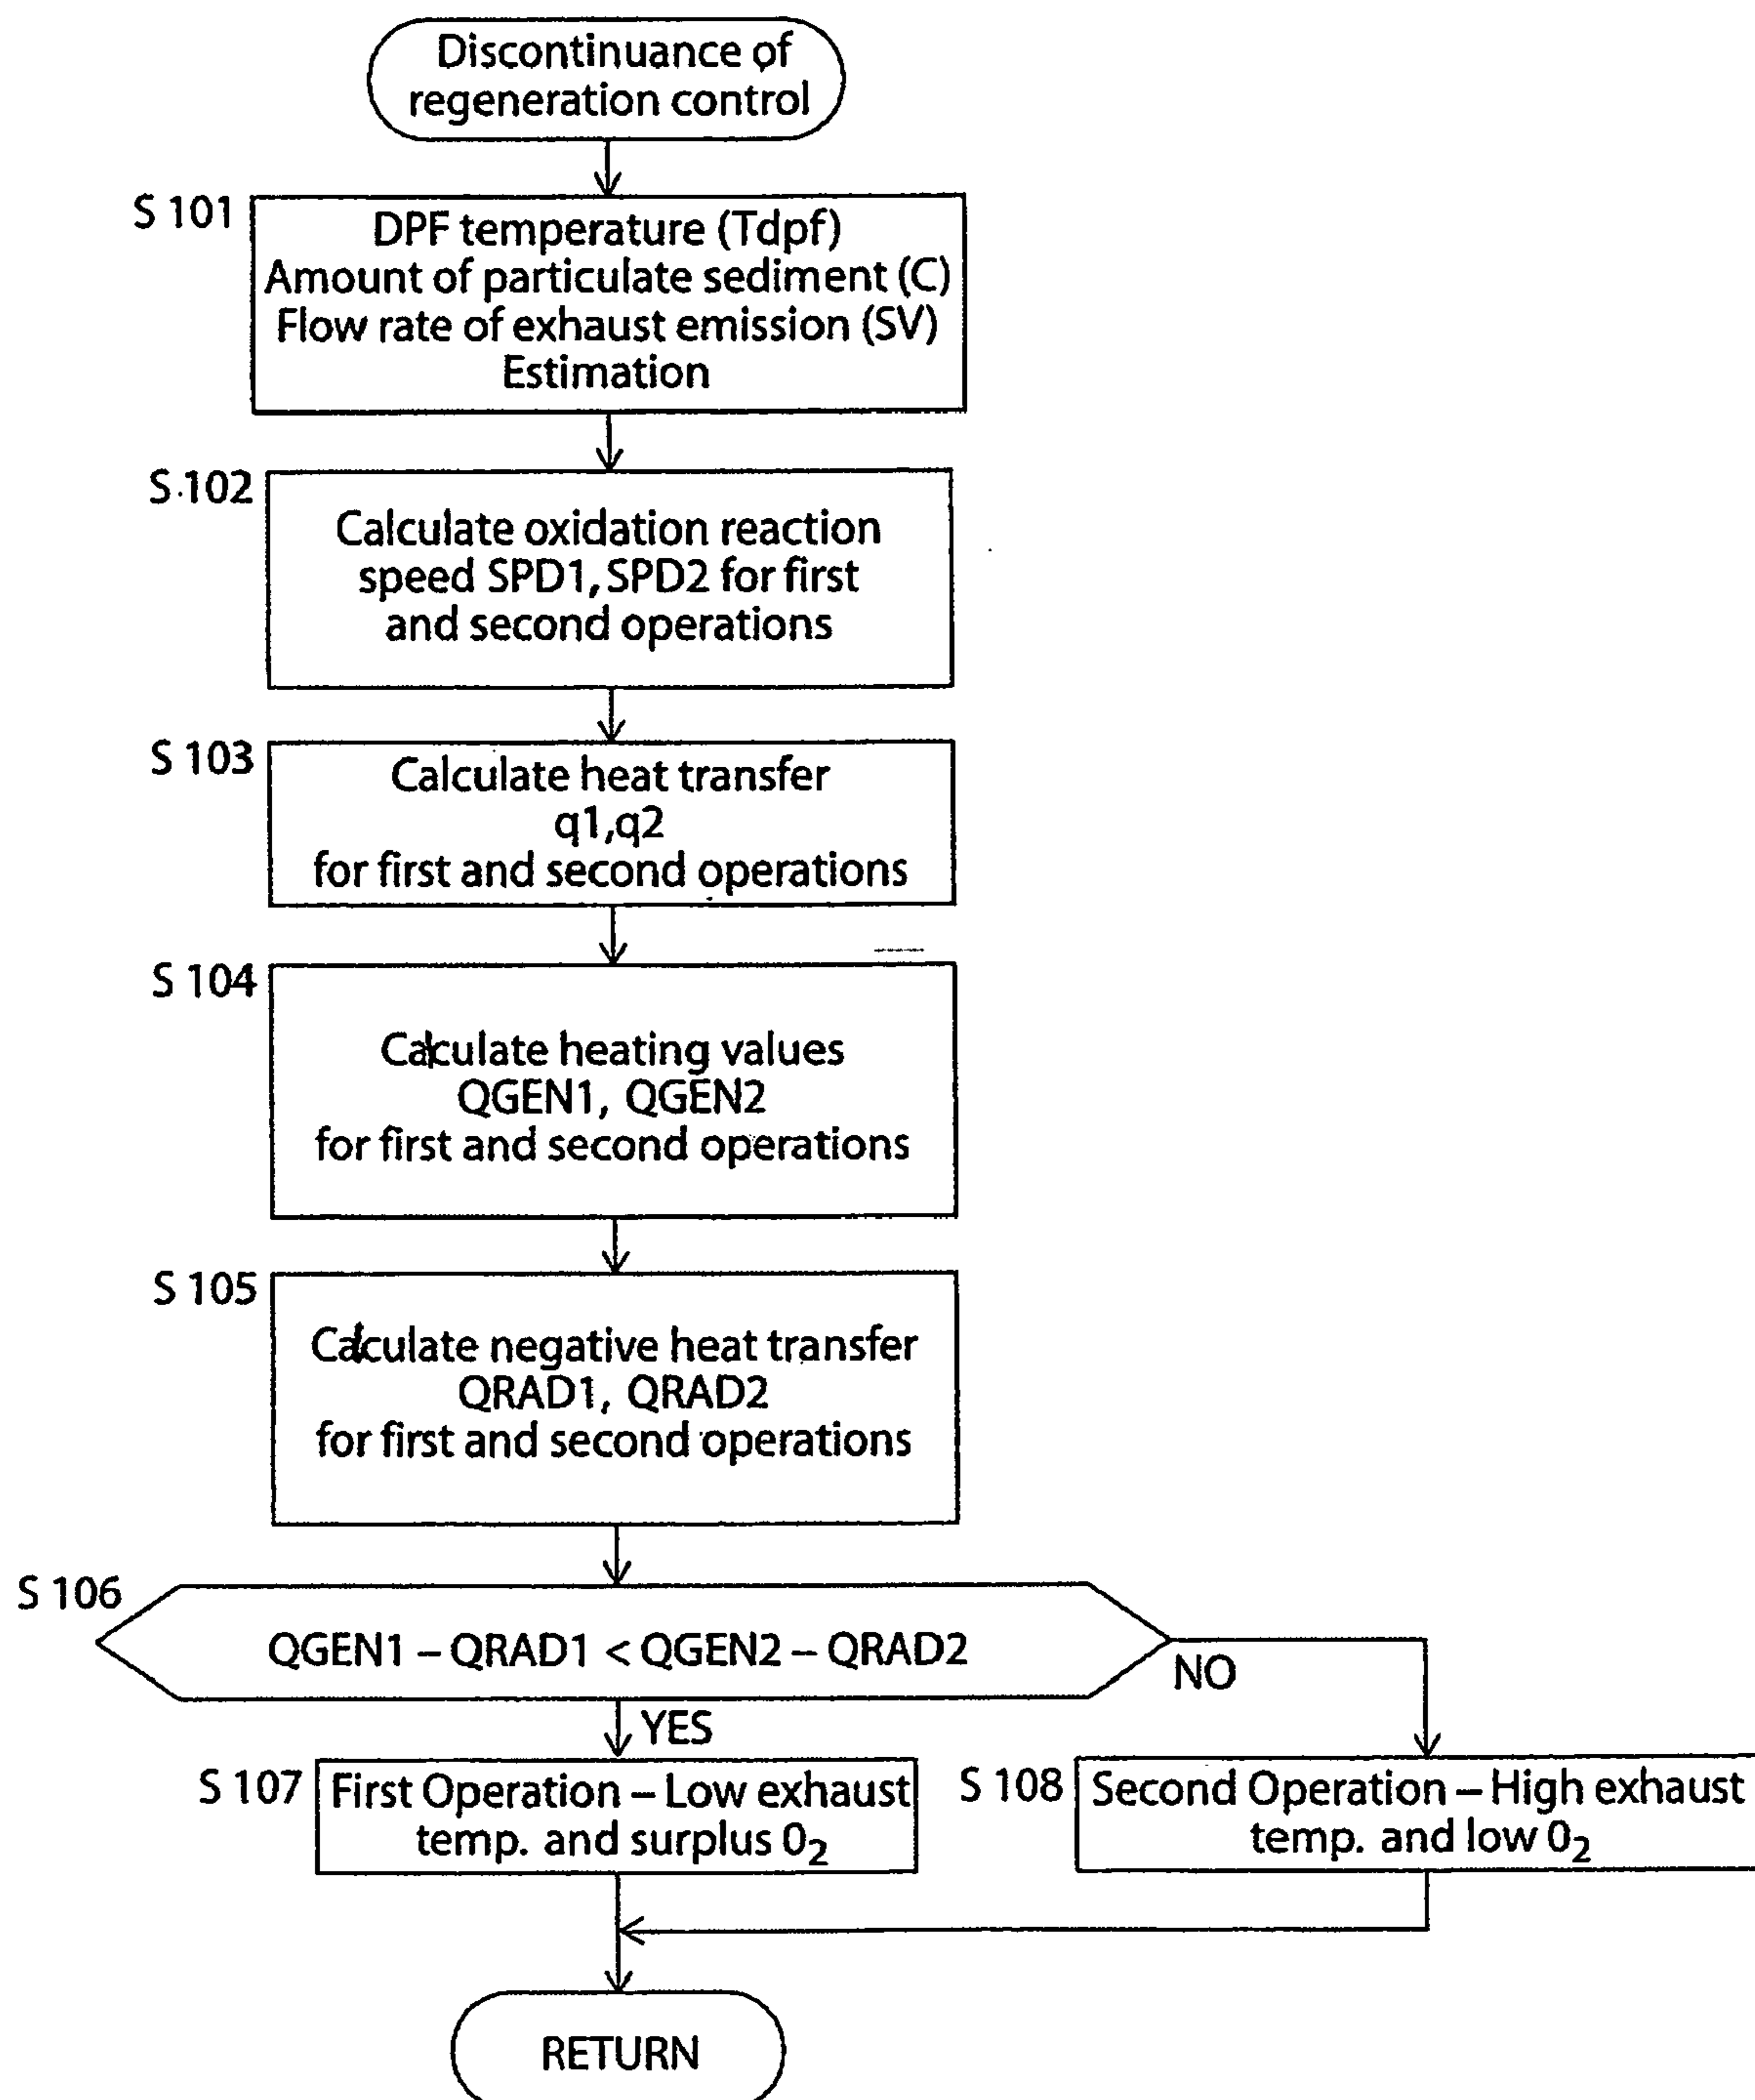 Discontinuance of
regeneration control
S 101
DPF temperature (Tdpf)
Amount of particulate sediment (C)
Flow rate of exhaust emission (SV)
Estimation
S 102
Calculate oxidation reaction
speed SPD1, SPD2 for first
and second operations
S 103
Calculate heat transfer
q1,q2
for first and second operations
S 104
Calculate heating values
QGEN1, QGEN2
for first and second operations
S 105
Calculate negative heat transfer
QRAD1, QRAD2
for first and second operations
S 106
QGEN1 – QRAD1 < QGEN2 – QRAD2
NO
YES
S 107
First Operation – Low exhaust
temp. and surplus O₂
S 108
Second Operation – High exhaust
temp. and low O₂
RETURN